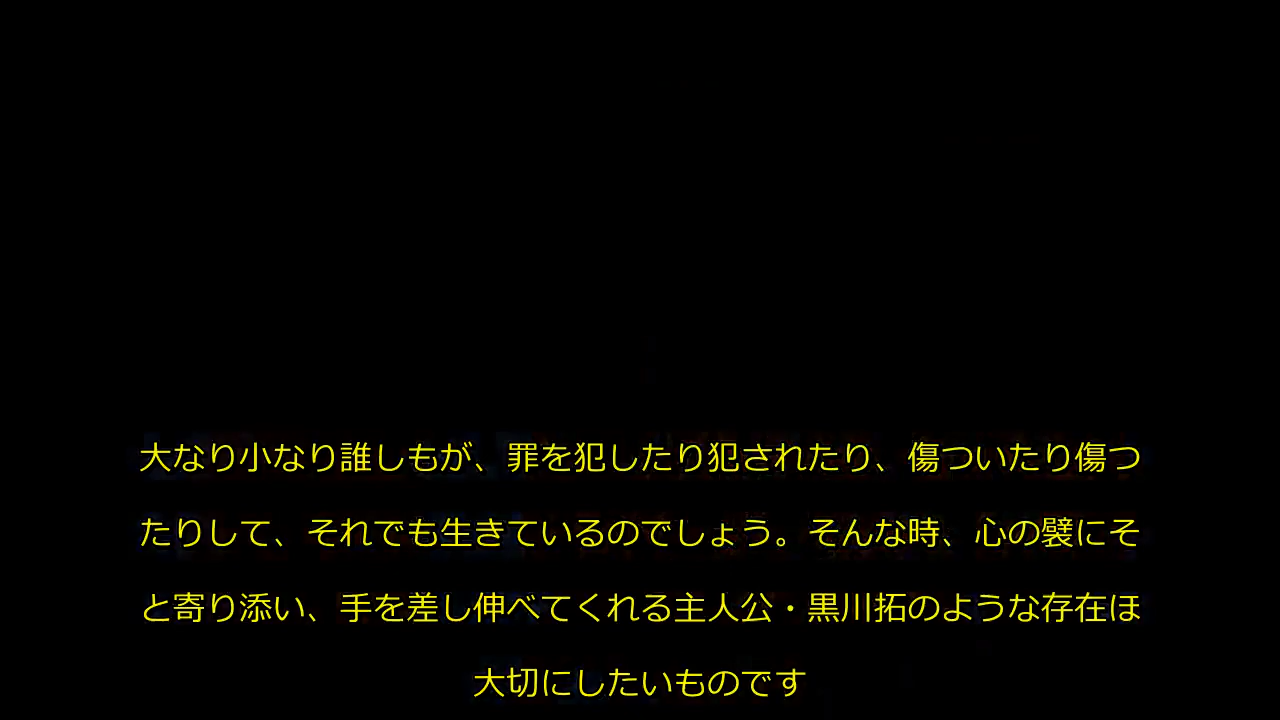 大なり小なり誰しもが、罪を犯したり犯されたり、傷ついたり傷つ
たりして、それでも生きているのでしょう。そんな時、心の襞にそ
と寄り添い、手を差し伸べてくれる主人公・黒川拓のような存在ほ
大切にしたいものです